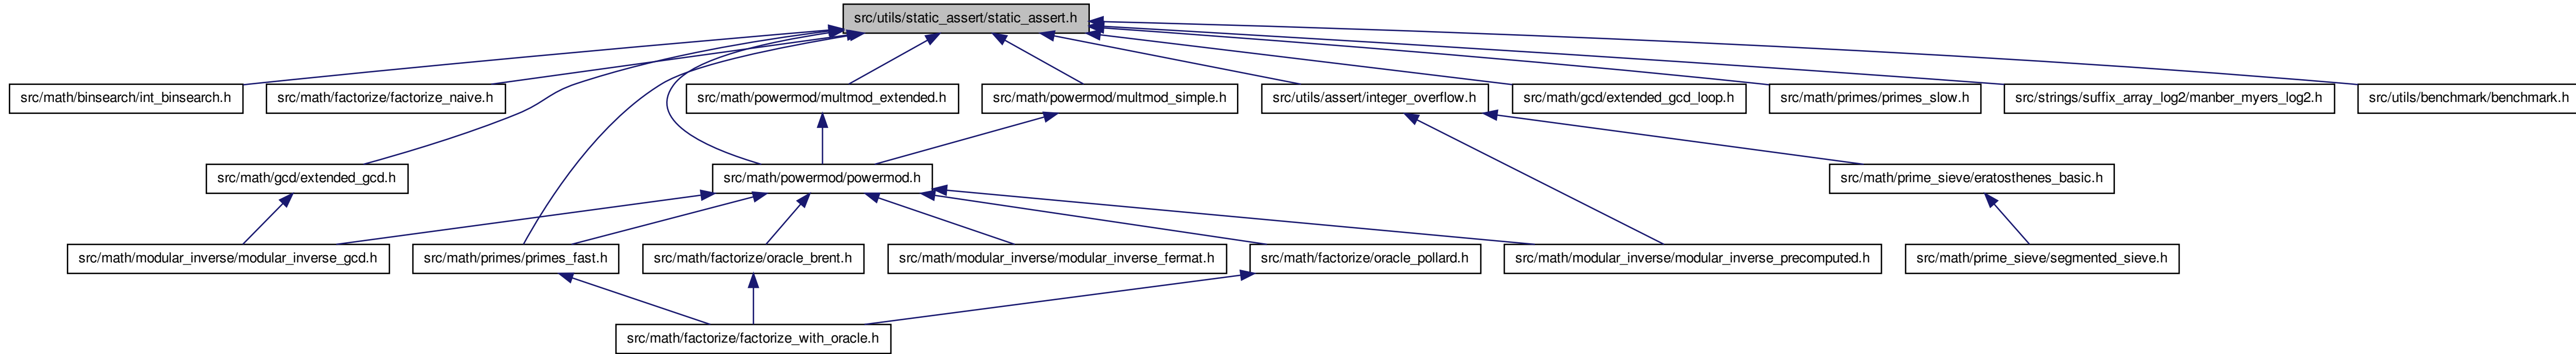 src/utils/static_assert/static_assert.h
src/math/binsearch/int_binsearch.h
src/math/factorize/factorize_naive.h
src/math/powermod/multmod_extended.h
src/math/powermod/multmod_simple.h
src/utils/assert/integer_overflow.h
src/math/gcd/extended_gcd_loop.h
src/math/primes/primes_slow.h
src/strings/suffix_array_log2/manber_myers_log2.h
src/utils/benchmark/benchmark.h
src/math/gcd/extended_gcd.h
src/math/powermod/powermod.h
src/math/prime_sieve/eratosthenes_basic.h
src/math/modular_inverse/modular_inverse_gcd.h
src/math/primes/primes_fast.h
src/math/factorize/oracle_brent.h
src/math/modular_inverse/modular_inverse_fermat.h
src/math/factorize/oracle_pollard.h
src/math/modular_inverse/modular_inverse_precomputed.h
src/math/prime_sieve/segmented_sieve.h
src/math/factorize/factorize_with_oracle.h